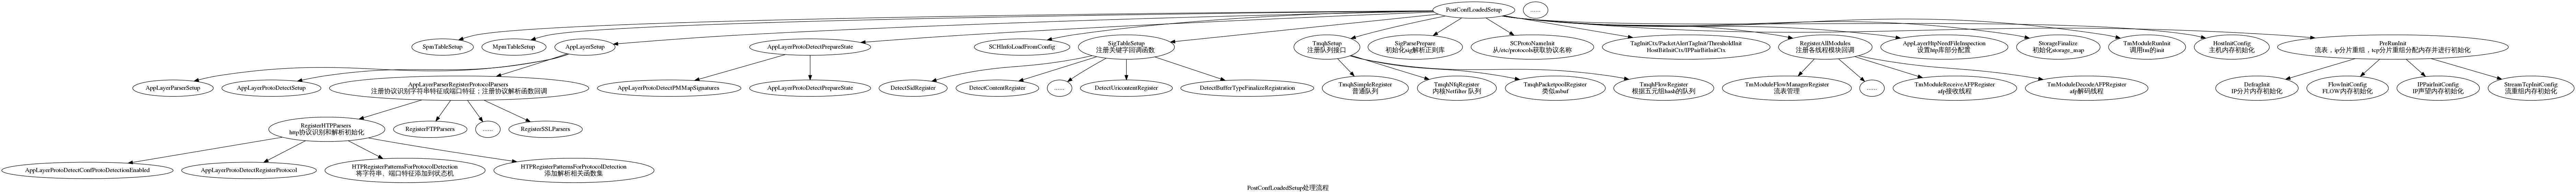 PostConfLoadedSetup
......
SpmTableSetup
MpmTableSetup
AppLayerSetup
AppLayerProtoDetectPrepareState
SCHInfoLoadFromConfig
SigTableSetup
注册关键字回调函数
TmqhSetup
注册队列接口
SigParsePrepare
初始化sig解析正则库
SCProtoNameInit
从/etc/protocols获取协议名称
TagInitCtx/PacketAlertTagInit/ThresholdInit
HostBitInitCtx/IPPairBitInitCtx
RegisterAllModules
注册各线程模块回调
AppLayerHtpNeedFileInspection
设置http库部分配置
StorageFinalize
初始化storage_map
TmModuleRunInit
调用tm的init
HostInitConfig
主机内存初始化
PreRunInit
流表，ip分片重组，tcp分片重组分配内存并进行初始化
AppLayerParserSetup
AppLayerProtoDetectSetup
AppLayerParserRegisterProtocolParsers
注册协议识别字符串特征或端口特征；注册协议解析函数回调
AppLayerProtoDetectPMMapSignatures
AppLayerProtoDetectPrepareState
DetectSidRegister
DetectContentRegister
......
DetectUricontentRegister
DetectBufferTypeFinalizeRegistration
TmqhSimpleRegister
普通队列
TmqhNfqRegister
内核Netfilter 队列
TmqhPacketpoolRegister
类似mbuf
TmqhFlowRegister
根据五元组hash的队列
TmModuleFlowManagerRegister
流表管理
......
TmModuleReceiveAFPRegister
afp接收线程
TmModuleDecodeAFPRegister
afp解码线程
DefragInit
IP分片内存初始化
FlowInitConfig
FLOW内存初始化
IPPairInitConfig
IP声望内存初始化
StreamTcpInitConfig
流重组内存初始化
RegisterHTPParsers
http协议识别和解析初始化
RegisterFTPParsers
......
RegisterSSLParsers
AppLayerProtoDetectConfProtoDetectionEnabled
AppLayerProtoDetectRegisterProtocol
HTPRegisterPatternsForProtocolDetection
将字符串、端口特征添加到状态机
HTPRegisterPatternsForProtocolDetection
添加解析相关函数集
PostConfLoadedSetup处理流程